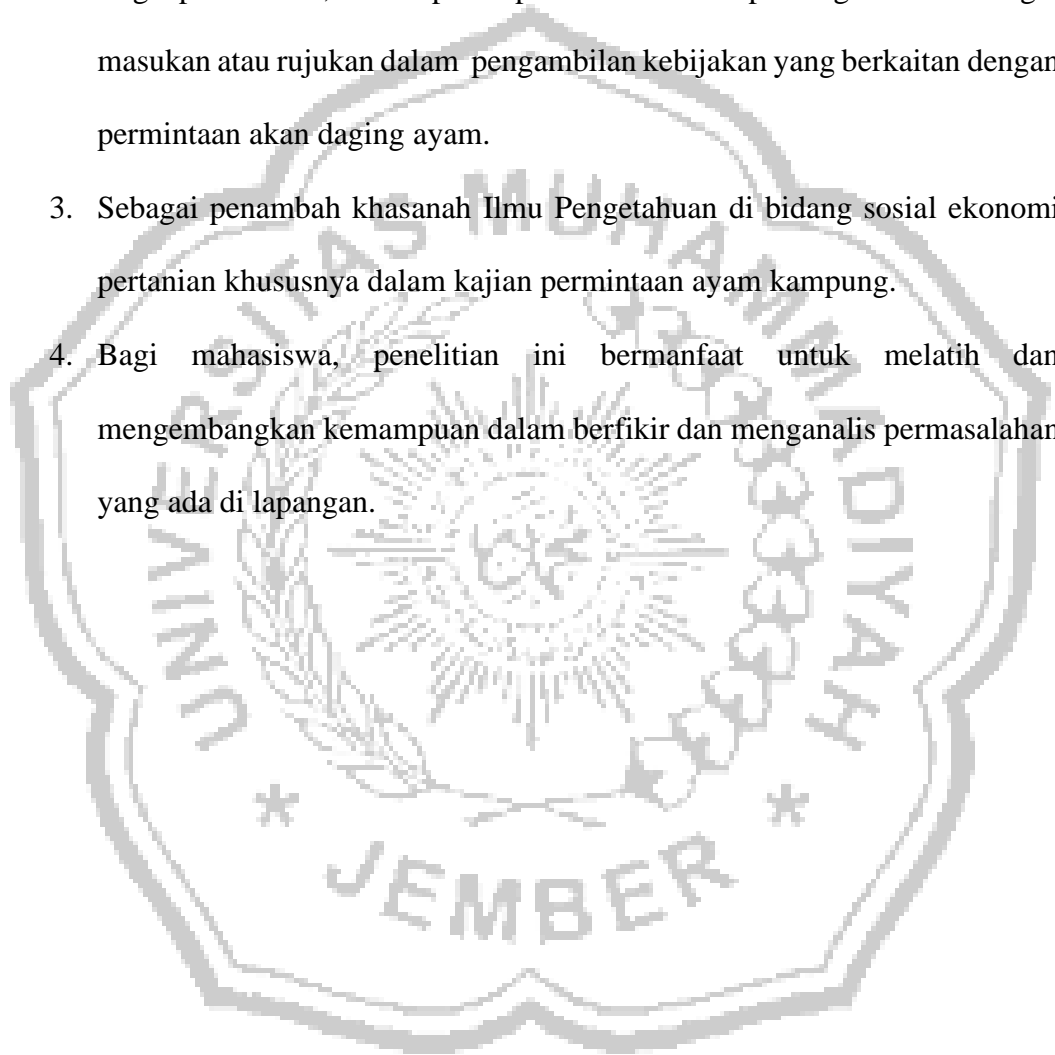 masukan atau rujukan dalam pengambilan kebijakan yang berkaitan dengan
permintaan akan daging ayam.
3. Sebagai penambah khasanah Ilmu Pengetahuan di bidang sosial ekonomi
pertanian khususnya dalam kajian permintaan ayam kampung.
4. Bagi mahasiswa, penelitian ini bermanfaat untuk melatih dan
mengembangkan kemampuan dalam berfikir dan menganalis permasalahan
yang ada di lapangan.
UNIVERSITAS MUHAMMADIYAH
* JEMBER *